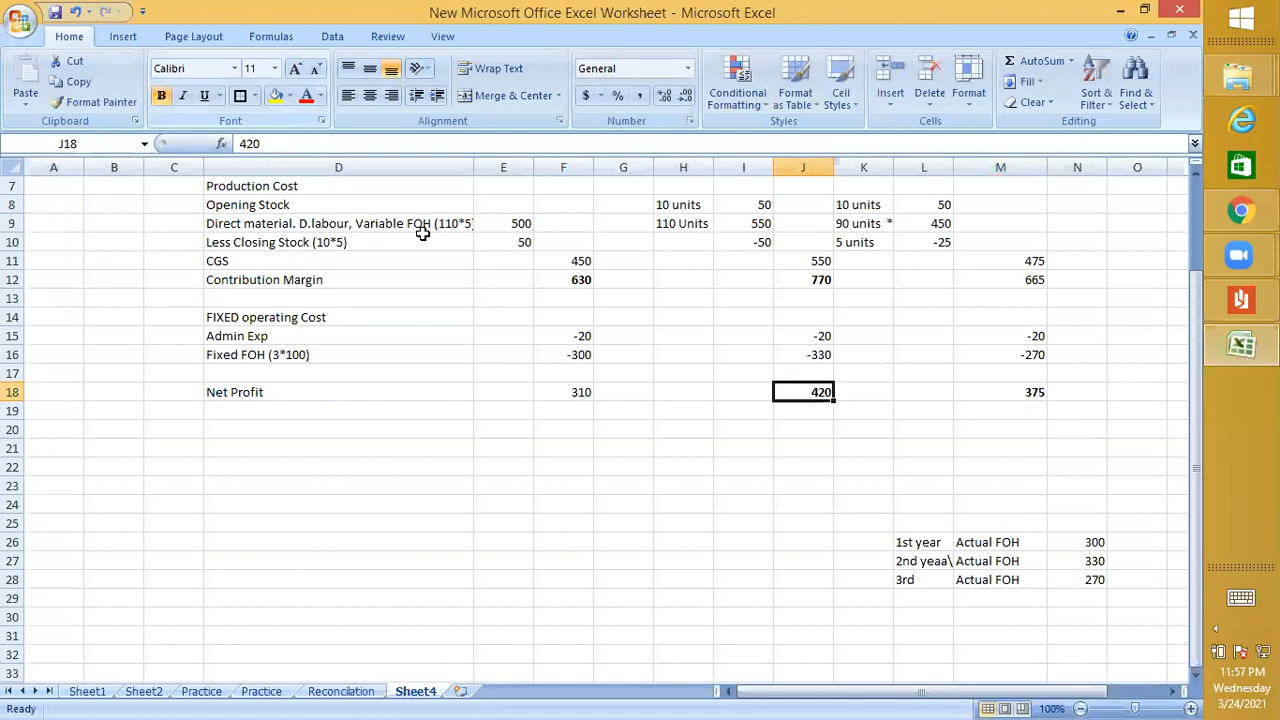 New Microsoft Office Excel Worksheet - Microsoft Excel
Home Insert Page Layout Formulas Data Review View
Paste Cut Copy Format Painter Clipboard
Calibri 11 B I U A Font
Wrap Text Merge & Center Alignment
General $ % , Number
Conditional Formatting Format as Table Cell Styles Styles
Insert Delete Format Cells
AutoSum Fill Clear Sort & Filter Find & Select Editing
J18 fx 420
A B C D E F G H I J K L M N O
7 Production Cost
8 Opening Stock 10 units 50 10 units 50
9 Direct material. D.labour, Variable FOH (110*5) 500 110 Units 550 90 units * 450
10 Less Closing Stock (10*5) 50 -50 5 units -25
11 CGS 450 550 475
12 Contribution Margin 630 770 665
13
14 FIXED operating Cost
15 Admin Exp -20 -20 -20
16 Fixed FOH (3*100) -300 -330 -270
17
18 Net Profit 310 420 375
19
20
21
22
23
24
25
26 1st year Actual FOH 300
27 2nd yeaa\ Actual FOH 330
28 3rd Actual FOH 270
29
30
31
32
33
Sheet1 Sheet2 Practice Practice Reconcilation Sheet4
Ready 100%
11:57 PM
Wednesday
3/24/2021